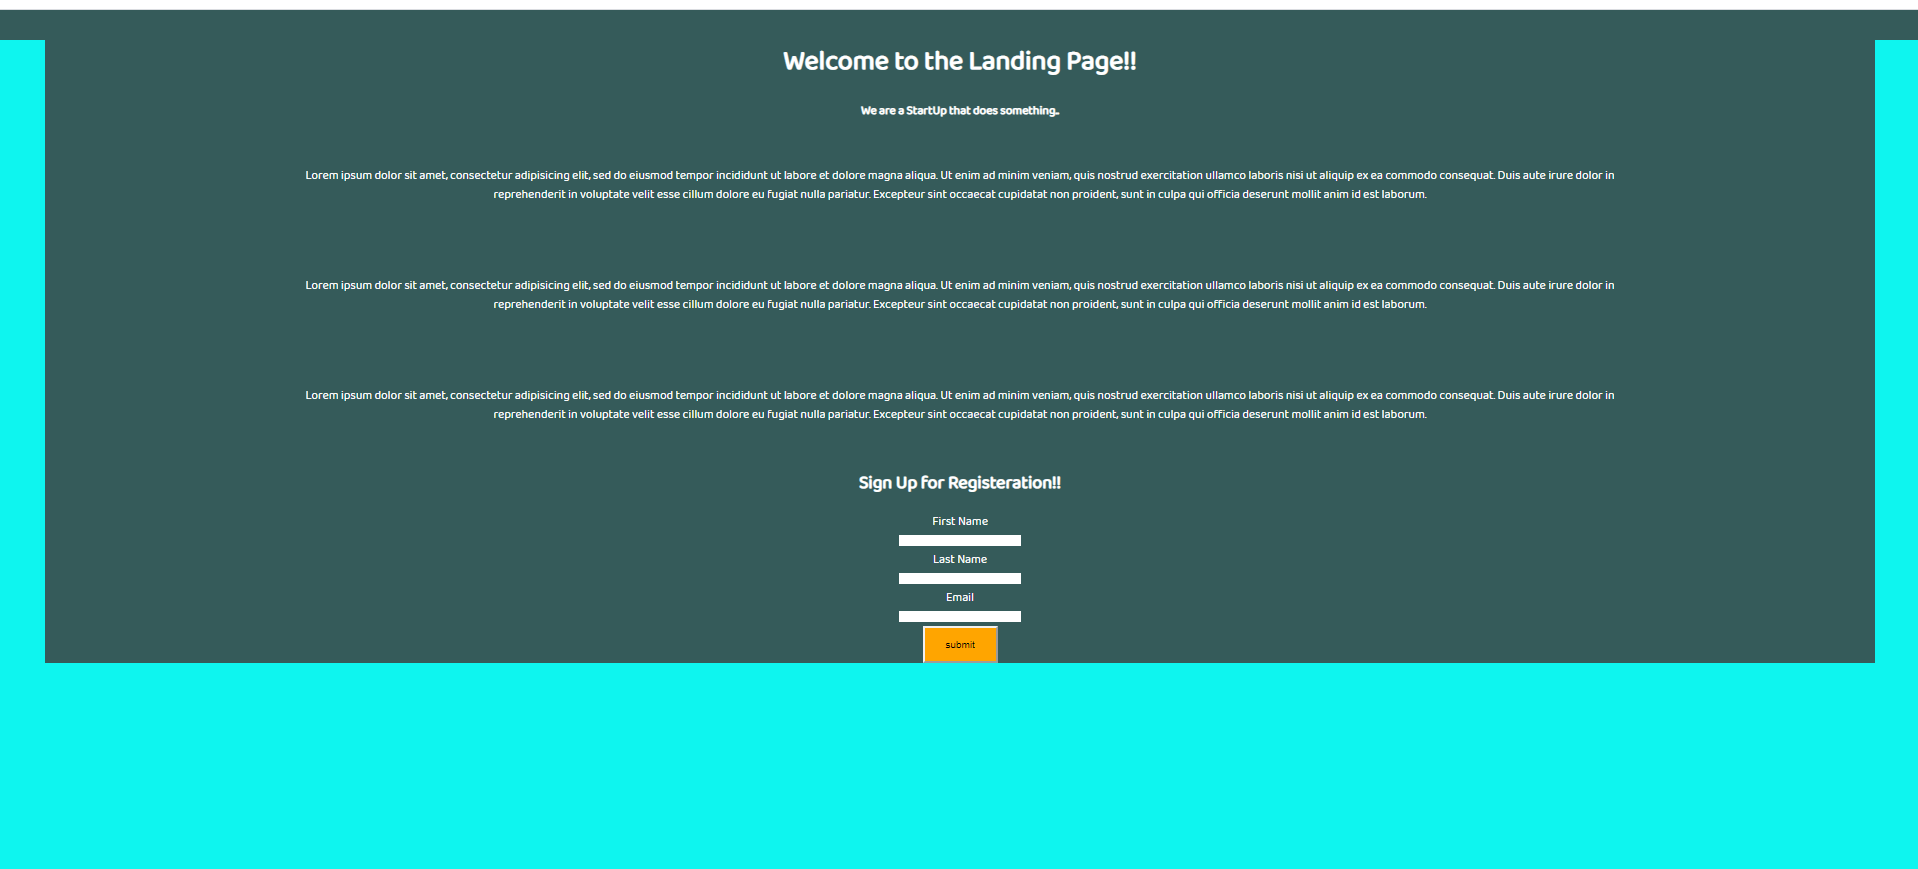 Welcome to the Landing Page!!
We are a StartUp that does something..
Lorem ipsum dolor sit amet, consectetur adipisicing elit, sed do eiusmod tempor incididunt ut labore et dolore magna aliqua. Ut enim ad minim veniam, quis nostrud exercitation ullamco laboris nisi ut aliquip ex ea commodo consequat. Duis aute irure dolor in
reprehenderit in voluptate velit esse cillum dolore eu fugiat nulla pariatur. Excepteur sint occaecat cupidatat non proident, sunt in culpa qui officia deserunt mollit anim id est laborum.
Lorem ipsum dolor sit amet, consectetur adipisicing elit, sed do eiusmod tempor incididunt ut labore et dolore magna aliqua. Ut enim ad minim veniam, quis nostrud exercitation ullamco laboris nisi ut aliquip ex ea commodo consequat. Duis aute irure dolor in
reprehenderit in voluptate velit esse cillum dolore eu fugiat nulla pariatur. Excepteur sint occaecat cupidatat non proident, sunt in culpa qui officia deserunt mollit anim id est laborum.
Lorem ipsum dolor sit amet, consectetur adipisicing elit, sed do eiusmod tempor incididunt ut labore et dolore magna aliqua. Ut enim ad minim veniam, quis nostrud exercitation ullamco laboris nisi ut aliquip ex ea commodo consequat. Duis aute irure dolor in
reprehenderit in voluptate velit esse cillum dolore eu fugiat nulla pariatur. Excepteur sint occaecat cupidatat non proident, sunt in culpa qui officia deserunt mollit anim id est laborum.
Sign Up for Registeration!!
First Name
Last Name
Email
submit